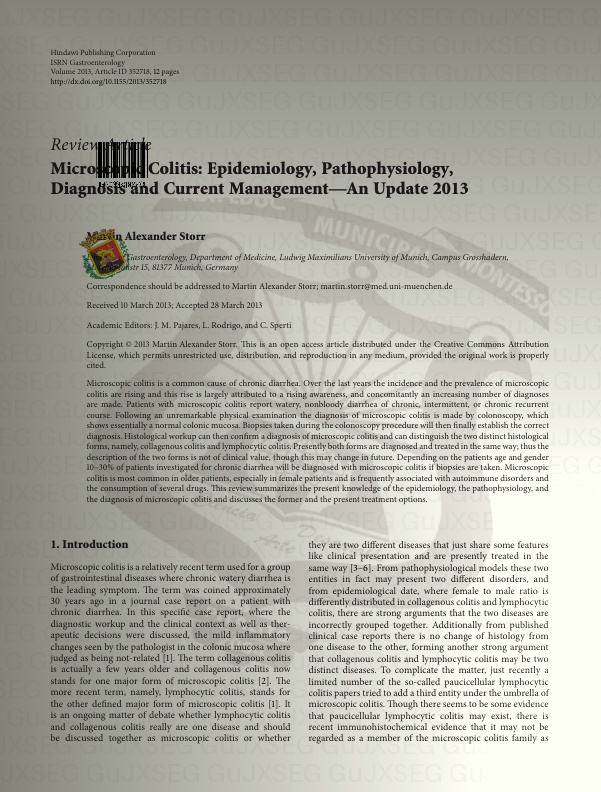 Hindawi Publishing Corporation
ISRN Gastroenterology
Volume 2013, Article ID 352718, 12 pages
http://dx.doi.org/10.1155/2013/352718
Review Article
Microscopic Colitis: Epidemiology, Pathophysiology,
Diagnosis and Current Management—An Update 2013
Martin Alexander Storr
Gastroenterology, Department of Medicine, Ludwig Maximilians University of Munich, Campus Grosshadern,
15, 81377 Munich, Germany
Correspondence should be addressed to Martin Alexander Storr; martin.storr@med.uni-muenchen.de
Received 10 March 2013; Accepted 28 March 2013
Academic Editors: J. M. Pajares, L. Rodrigo, and C. Sperti
Copyright © 2013 Martin Alexander Storr. This is an open access article distributed under the Creative Commons Attribution
License, which permits unrestricted use, distribution, and reproduction in any medium, provided the original work is properly
cited.
Microscopic colitis is a common cause of chronic diarrhea. Over the last years the incidence and the prevalence of microscopic
colitis are rising and this rise is largely attributed to a rising awareness, and concomitantly an increasing number of diagnoses
are made. Patients with microscopic colitis report watery, nonbloody diarrhea of chronic, intermittent, or chronic recurrent
course. Following an unremarkable physical examination the diagnosis of microscopic colitis is made by colonoscopy, which
shows essentially a normal colonic mucosa. Biopsies taken during the colonoscopy procedure will then finally establish the correct
diagnosis. Histological workup can then confirm a diagnosis of microscopic colitis and can distinguish the two distinct histological
forms, namely, collagenous colitis and lymphocytic colitis. Presently both forms are diagnosed and treated in the same way; thus the
description of the two forms is not of clinical value, though this may change in future. Depending on the patients age and gender
10–30% of patients investigated for chronic diarrhea will be diagnosed with microscopic colitis if biopsies are taken. Microscopic
colitis is most common in older patients, especially in female patients and is frequently associated with autoimmune disorders and
the consumption of several drugs. This review summarizes the present knowledge of the epidemiology, the pathophysiology, and
the diagnosis of microscopic colitis and discusses the former and the present treatment options.
1. Introduction
Microscopic colitis is a relatively recent term used for a group
of gastrointestinal diseases where chronic watery diarrhea is
the leading symptom. The term was coined approximately
30 years ago in a journal case report on a patient with
chronic diarrhea. In this specific case report, where the
diagnostic workup and the clinical context as well as ther-
apeutic decisions were discussed, the mild inflammatory
changes seen by the pathologist in the colonic mucosa where
judged as being not-related [1]. The term collagenous colitis
is actually a few years older and collagenous colitis now
stands for one major form of microscopic colitis [2]. The
more recent term, namely, lymphocytic colitis, stands for
the other defined major form of microscopic colitis [1]. It
is an ongoing matter of debate whether lymphocytic colitis
and collagenous colitis really are one disease and should
be discussed together as microscopic colitis or whether
they are two different diseases that just share some features
like clinical presentation and are presently treated in the
same way [3–6]. From pathophysiological models these two
entities in fact may present two different disorders, and
from epidemiological date, where female to male ratio is
differently distributed in collagenous colitis and lymphocytic
colitis, there are strong arguments that the two diseases are
incorrectly grouped together. Additionally from published
clinical case reports there is no change of histology from
one disease to the other, forming another strong argument
that collagenous colitis and lymphocytic colitis may be two
distinct diseases. To complicate the matter, just recently a
limited number of the so-called paucicellular lymphocytic
colitis papers tried to add a third entity under the umbrella of
microscopic colitis. Though there seems to be some evidence
that paucicellular lymphocytic colitis may exist, there is
recent immunohistochemical evidence that it may not be
regarded as a member of the microscopic colitis family as